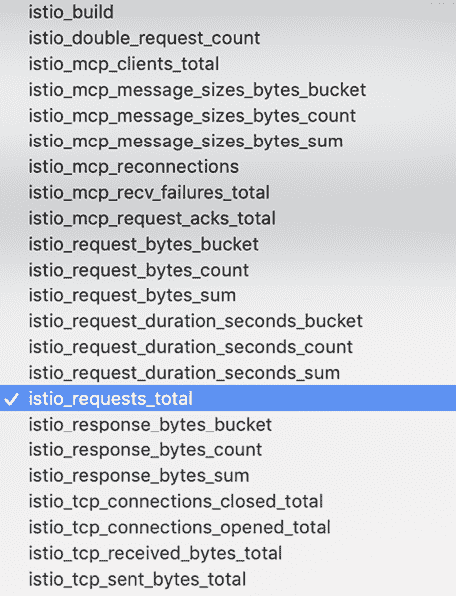 istio_build
istio_double_request_count
istio_mcp_clients_total
istio_mcp_message_sizes_bytes_bucket
istio_mcp_message_sizes_bytes_count
istio_mcp_message_sizes_bytes_sum
istio_mcp_reconnections
istio_mcp_recv_failures_total
istio_mcp_request_acks_total
istio_request_bytes_bucket
istio_request_bytes_count
istio_request_bytes_sum
istio_request_duration_seconds_bucket
istio_request_duration_seconds_count
istio_request_duration_seconds_sum
✓ istio_requests_total
istio_response_bytes_bucket
istio_response_bytes_count
istio_response_bytes_sum
istio_tcp_connections_closed_total
istio_tcp_connections_opened_total
istio_tcp_received_bytes_total
istio_tcp_sent_bytes_total